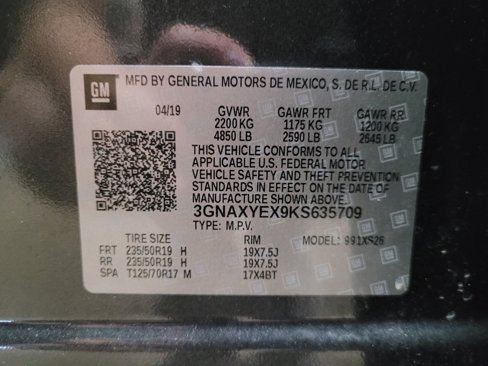 GM
MFD BY GENERAL MOTORS DE MEXICO, S. DE R.L. DE C.V.
04/19 GVWR GAWR FRT GAWR RR
2200 KG 1175 KG 1200 KG
4850 LB 2590 LB 2645 LB
THIS VEHICLE CONFORMS TO ALL
APPLICABLE U.S. FEDERAL MOTOR
VEHICLE SAFETY AND THEFT PREVENTION
STANDARDS IN EFFECT ON THE DATE OF
MANUFACTURE SHOWN ABOVE.
3GNAXYEX9KS635709
TYPE: M.P.V.
TIRE SIZE RIM MODEL: 991XS26
FRT 235/50R19 H 19X7.5J
RR 235/50R19 H 19X7.5J
SPA T125/70R17 M 17X4BT